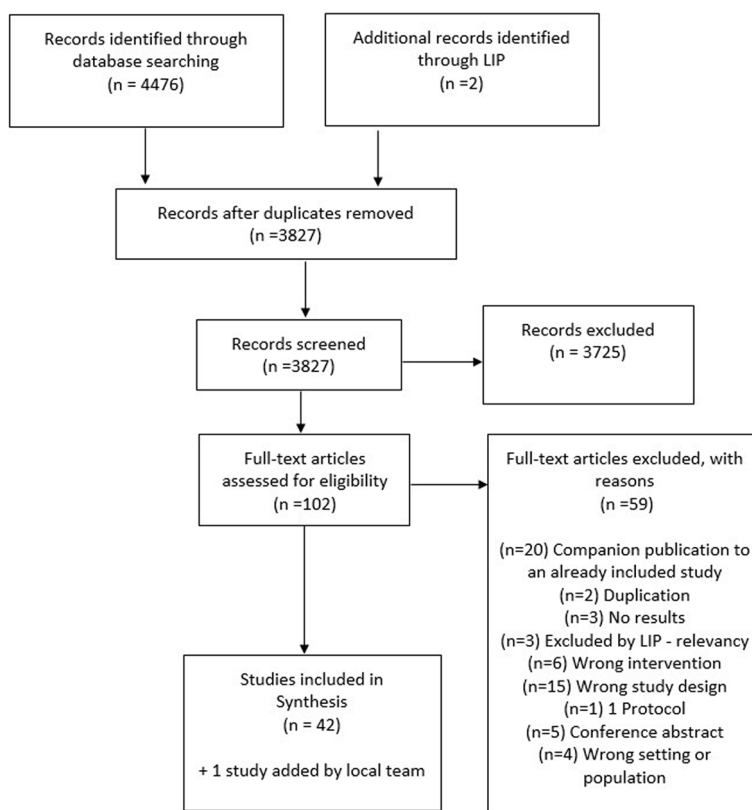 Records identified through
database searching
(n = 4476)
Additional records identified
through LIP
(n =2)
Records after duplicates removed
(n =3827)
Records screened
(n =3827)
Records excluded
(n = 3725)
Full-text articles
assessed for eligibility
(n =102)
Full-text articles excluded, with
reasons
(n =59)
(n=20) Companion publication to
an already included study
(n=2) Duplication
(n=3) No results
(n=3) Excluded by LIP - relevancy
(n=6) Wrong intervention
(n=15) Wrong study design
(n=1) 1 Protocol
(n=5) Conference abstract
(n=4) Wrong setting or
population
Studies included in
Synthesis
(n = 42)
+ 1 study added by local team